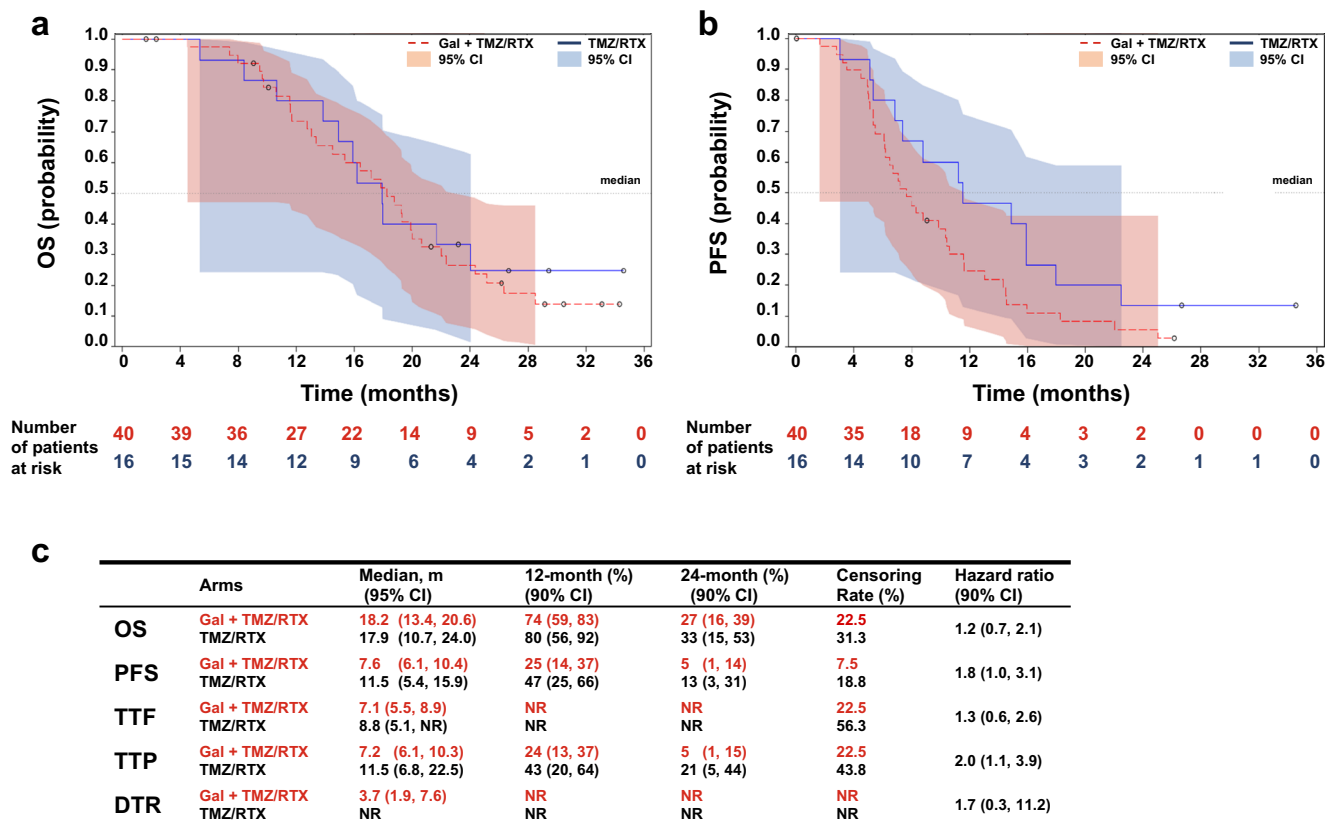 a
Gal + TMZ/RTX TMZ/RTX
95% CI 95% CI
OS (probability)
1.0
0.9
0.8
0.7
0.6
0.5
0.4
0.3
0.2
0.1
0.0
median
0 4 8 12 16 20 24 28 32 36
Time (months)
Number of patients at risk
40 39 36 27 22 14 9 5 2 0
16 15 14 12 9 6 4 2 1 0
b
Gal + TMZ/RTX TMZ/RTX
95% CI 95% CI
PFS (probability)
1.0
0.9
0.8
0.7
0.6
0.5
0.4
0.3
0.2
0.1
0.0
median
0 4 8 12 16 20 24 28 32 36
Time (months)
Number of patients at risk
40 35 18 9 4 3 2 0 0 0
16 14 10 7 4 3 2 1 1 0
c
Arms Median, m (95% CI) 12-month (%) (90% CI) 24-month (%) (90% CI) Censoring Rate (%) Hazard ratio (90% CI)
OS Gal + TMZ/RTX 18.2 (13.4, 20.6) 74 (59, 83) 27 (16, 39) 22.5 1.2 (0.7, 2.1)
TMZ/RTX 17.9 (10.7, 24.0) 80 (56, 92) 33 (15, 53) 31.3
PFS Gal + TMZ/RTX 7.6 (6.1, 10.4) 25 (14, 37) 5 (1, 14) 7.5 1.8 (1.0, 3.1)
TMZ/RTX 11.5 (5.4, 15.9) 47 (25, 66) 13 (3, 31) 18.8
TTF Gal + TMZ/RTX 7.1 (5.5, 8.9) NR NR 22.5 1.3 (0.6, 2.6)
TMZ/RTX 8.8 (5.1, NR) NR NR 56.3
TTP Gal + TMZ/RTX 7.2 (6.1, 10.3) 24 (13, 37) 5 (1, 15) 22.5 2.0 (1.1, 3.9)
TMZ/RTX 11.5 (6.8, 22.5) 43 (20, 64) 21 (5, 44) 43.8
DTR Gal + TMZ/RTX 3.7 (1.9, 7.6) NR NR NR 1.7 (0.3, 11.2)
TMZ/RTX NR NR NR NR